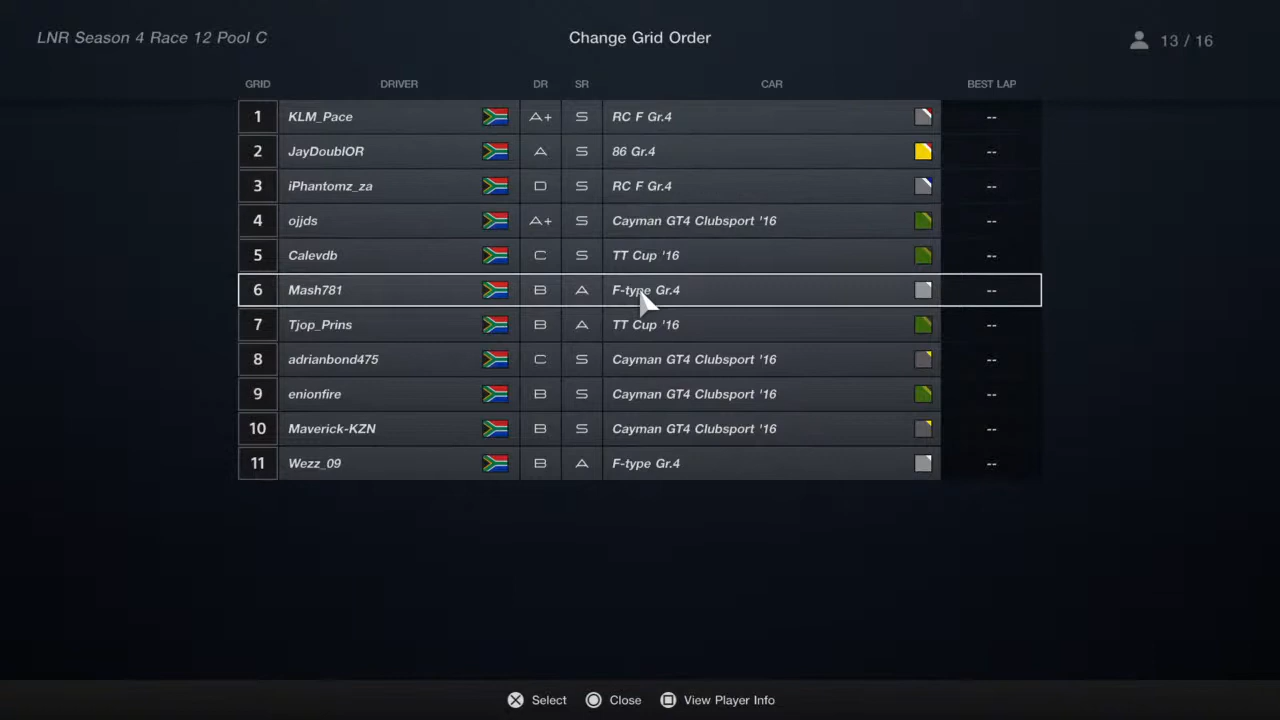 LNR Season 4 Race 12 Pool C
Change Grid Order
13 / 16
GRID DRIVER DR SR CAR BEST LAP
1 KLM_Pace A+ S RC F Gr.4 --
2 JayDoublOR A S 86 Gr.4 --
3 iPhantomz_za D S RC F Gr.4 --
4 ojjds A+ S Cayman GT4 Clubsport '16 --
5 Calevdb C S TT Cup '16 --
6 Mash781 B A F-type Gr.4 --
7 Tjop_Prins B A TT Cup '16 --
8 adrianbond475 C S Cayman GT4 Clubsport '16 --
9 enionfire B S Cayman GT4 Clubsport '16 --
10 Maverick-KZN B S Cayman GT4 Clubsport '16 --
11 Wezz_09 B A F-type Gr.4 --
Select Close View Player Info